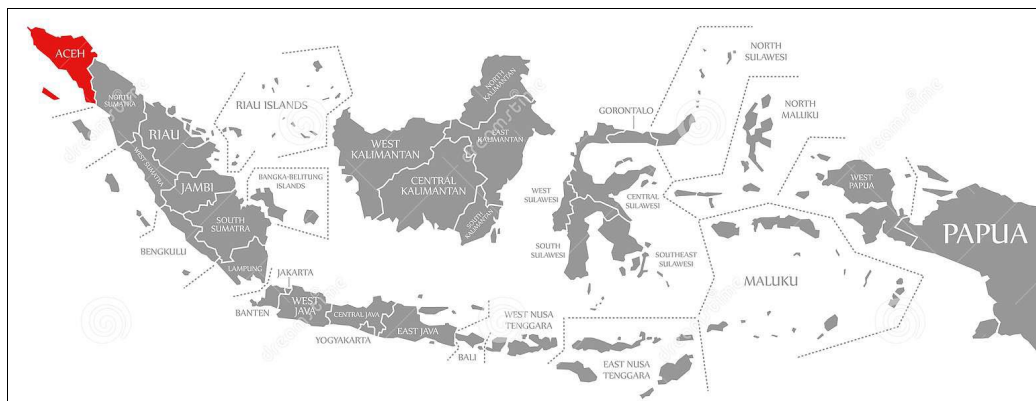 ACEH
NORTH
SUMATRA
RIAU ISLANDS
RIAU
WEST SUMATRA
JAMBI
BANGKA-BELITUNG
ISLANDS
SOUTH
SUMATRA
BENGKULU
LAMPUNG
JAKARTA
BANTEN
WEST
JAVA
CENTRAL JAVA
YOGYAKARTA
EAST JAVA
BALI
WEST NUSA
TENGGARA
EAST NUSA
TENGGARA
WEST
KALIMANTAN
CENTRAL
KALIMANTAN
NORTH
KALIMANTAN
EAST
KALIMANTAN
SOUTH
KALIMANTAN
GORONTALO
NORTH
SULAWESI
WEST
SULAWESI
CENTRAL
SULAWESI
SOUTH
SULAWESI
SOUTHEAST
SULAWESI
NORTH
MALUKU
MALUKU
WEST
PAPUA
PAPUA
dreamstime